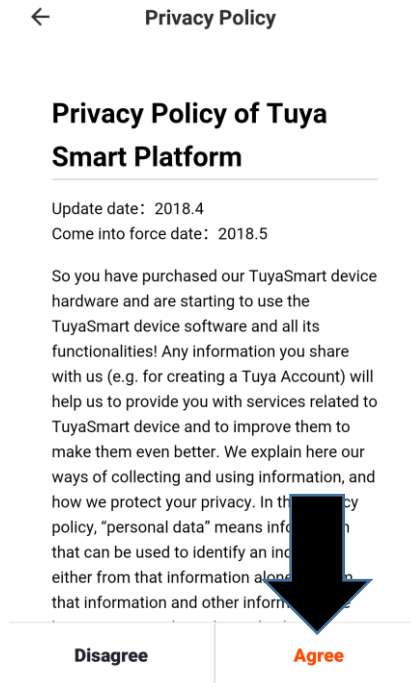 Privacy Policy
Privacy Policy of Tuya
Smart Platform
Update date：2018.4
Come into force date：2018.5
So you have purchased our TuyaSmart device
hardware and are starting to use the
TuyaSmart device software and all its
functionalities! Any information you share
with us (e.g. for creating a Tuya Account) will
help us to provide you with services related to
TuyaSmart device and to improve them to
make them even better. We explain here our
ways of collecting and using information, and
how we protect your privacy. In
policy, “personal data” means
that can be used to identify an
either from that information
that information and other
Disagree
Agree